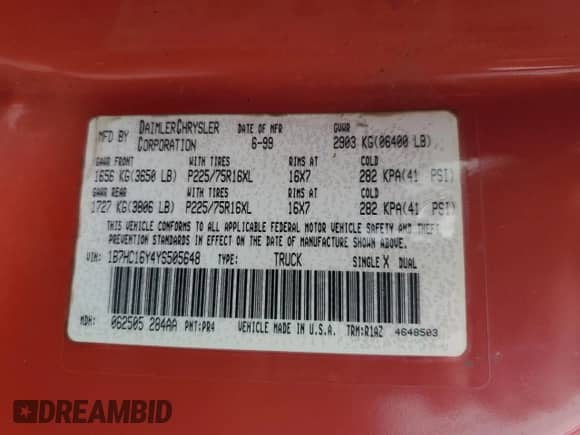 MFD BY DAIMLERCHRYSLER CORPORATION DATE OF MFR 6-99 GVWR 2903 KG(06400 LB)
GAWR FRONT WITH TIRES RIMS AT COLD
1656 KG(3650 LB) P225/75R16XL 16X7 282 KPA(41 PSI)
GAWR REAR WITH TIRES RIMS AT COLD
1727 KG(3806 LB) P225/75R16XL 16X7 282 KPA(41 PSI)
THIS VEHICLE CONFORMS TO ALL APPLICABLE FEDERAL MOTOR VEHICLE SAFETY AND THEFT
PREVENTION STANDARDS IN EFFECT ON THE DATE OF MANUFACTURE SHOWN ABOVE.
VIN: 1B7HC16Y4YS505648 TYPE: TRUCK SINGLE X DUAL
MDH: 062505 284AA PNT:PR4 VEHICLE MADE IN U.S.A. TRM:R1AZ 4648503
DREAMBID